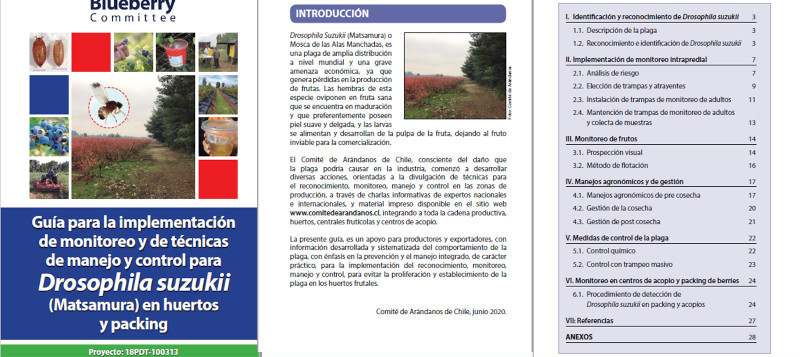 Blueberry
Committee
Guía para la implementación
de monitoreo y de técnicas
de manejo y control para
Drosophila suzukii
(Matsamura) en huertos
y packing
Proyecto: 18PDT-100313
INTRODUCCIÓN
Drosophila Suzukii (Matsamura) o
Mosca de las Alas Manchadas, es
una plaga de amplia distribución
a nivel mundial y una grave
amenaza económica, ya que
genera pérdidas en la producción
de frutas. Las hembras de esta
especie oviponen en fruta sana
que se encuentra en maduración
y que preferentemente poseen
piel suave y delgada, y las larvas
se alimentan y desarrollan de la pulpa de la fruta, dejando al fruto
inviable para la comercialización.
Foto: Comité de Arándanos
El Comité de Arándanos de Chile, consciente del daño que
la plaga podría causar en la industria, comenzó a desarrollar
diversas acciones, orientadas a la divulgación de técnicas para
el reconocimiento, monitoreo, manejo y control en las zonas de
producción, a través de charlas informativas de expertos nacionales
e internacionales, y material impreso disponible en el sitio web
www.comitedearandanos.cl, integrando a toda la cadena productiva,
huertos, centrales frutícolas y centros de acopio.
La presente guía, es un apoyo para productores y exportadores, con
información desarrollada y sistematizada del comportamiento de la
plaga, con énfasis en la prevención y el manejo integrado, de carácter
práctico, para la implementación del reconocimiento, monitoreo,
manejo y control, para evitar la proliferación y establecimiento de la
plaga en los huertos frutales.
Comité de Arándanos de Chile, junio 2020.
I. Identificación y reconocimiento de Drosophila suzukii 3
1.1. Descripción de la plaga 3
1.2. Reconocimiento e identificación de Drosophila suzukii 3
II. Implementación de monitoreo intrapredial 7
2.1. Análisis de riesgo 7
2.2. Elección de trampas y atrayentes 9
2.3. Instalación de trampas de monitoreo de adultos 11
2.4. Mantención de trampas de monitoreo de adultos
y colecta de muestras 13
III. Monitoreo de frutos 14
3.1. Prospección visual 14
3.2. Método de flotación 16
IV. Manejos agronómicos y de gestión 17
4.1. Manejos agronómicos de pre cosecha 17
4.2. Gestión de la cosecha 20
4.3. Gestión de post cosecha 21
V. Medidas de control de la plaga 22
5.1. Control químico 22
5.2. Control con trampeo masivo 23
VI. Monitoreo en centros de acopio y packing de berries 24
6.1. Procedimiento de detección de
Drosophila suzukii en packing y acopios 24
VII: Referencias 27
ANEXOS 28